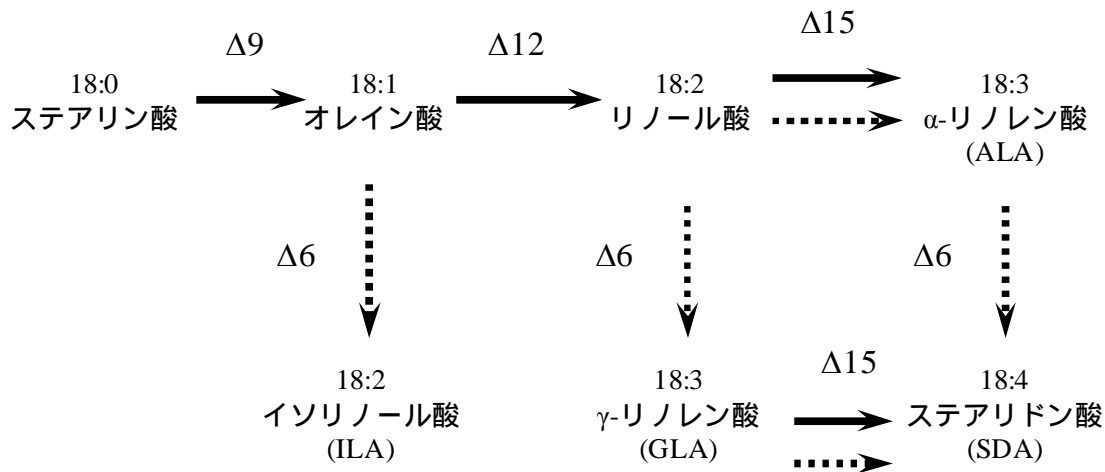 Δ9
Δ12
Δ15
18:0
ステアリン酸
18:1
オレイン酸
18:2
リノール酸
18:3
α-リノレン酸
(ALA)
Δ6
Δ6
Δ6
18:2
イソリノール酸
(ILA)
18:3
γ-リノレン酸
(GLA)
Δ15
18:4
ステアリドン酸
(SDA)